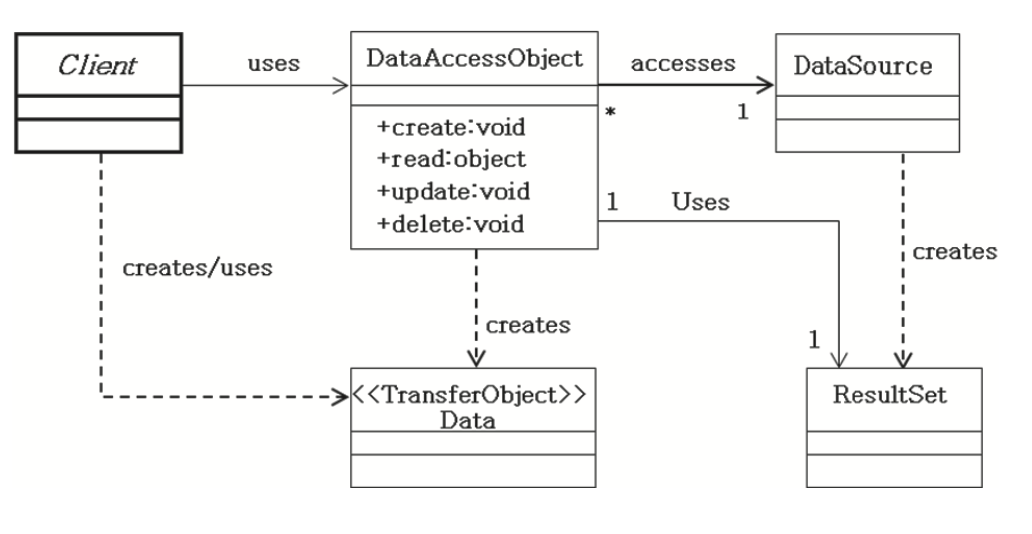 Client
uses
DataAccessObject
accesses
DataSource
*
1
+create:void
+read:object
+update:void
+delete:void
1
Uses
creates/uses
creates
creates
1
<<TransferObject>>
Data
ResultSet